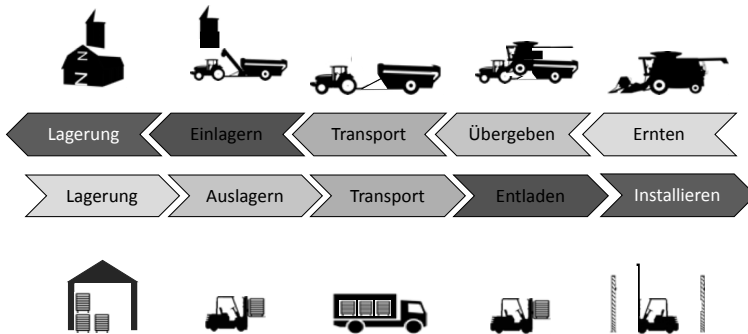 Lagerung Einlagern Transport Übergeben Ernten
Lagerung Auslagern Transport Entladen Installieren